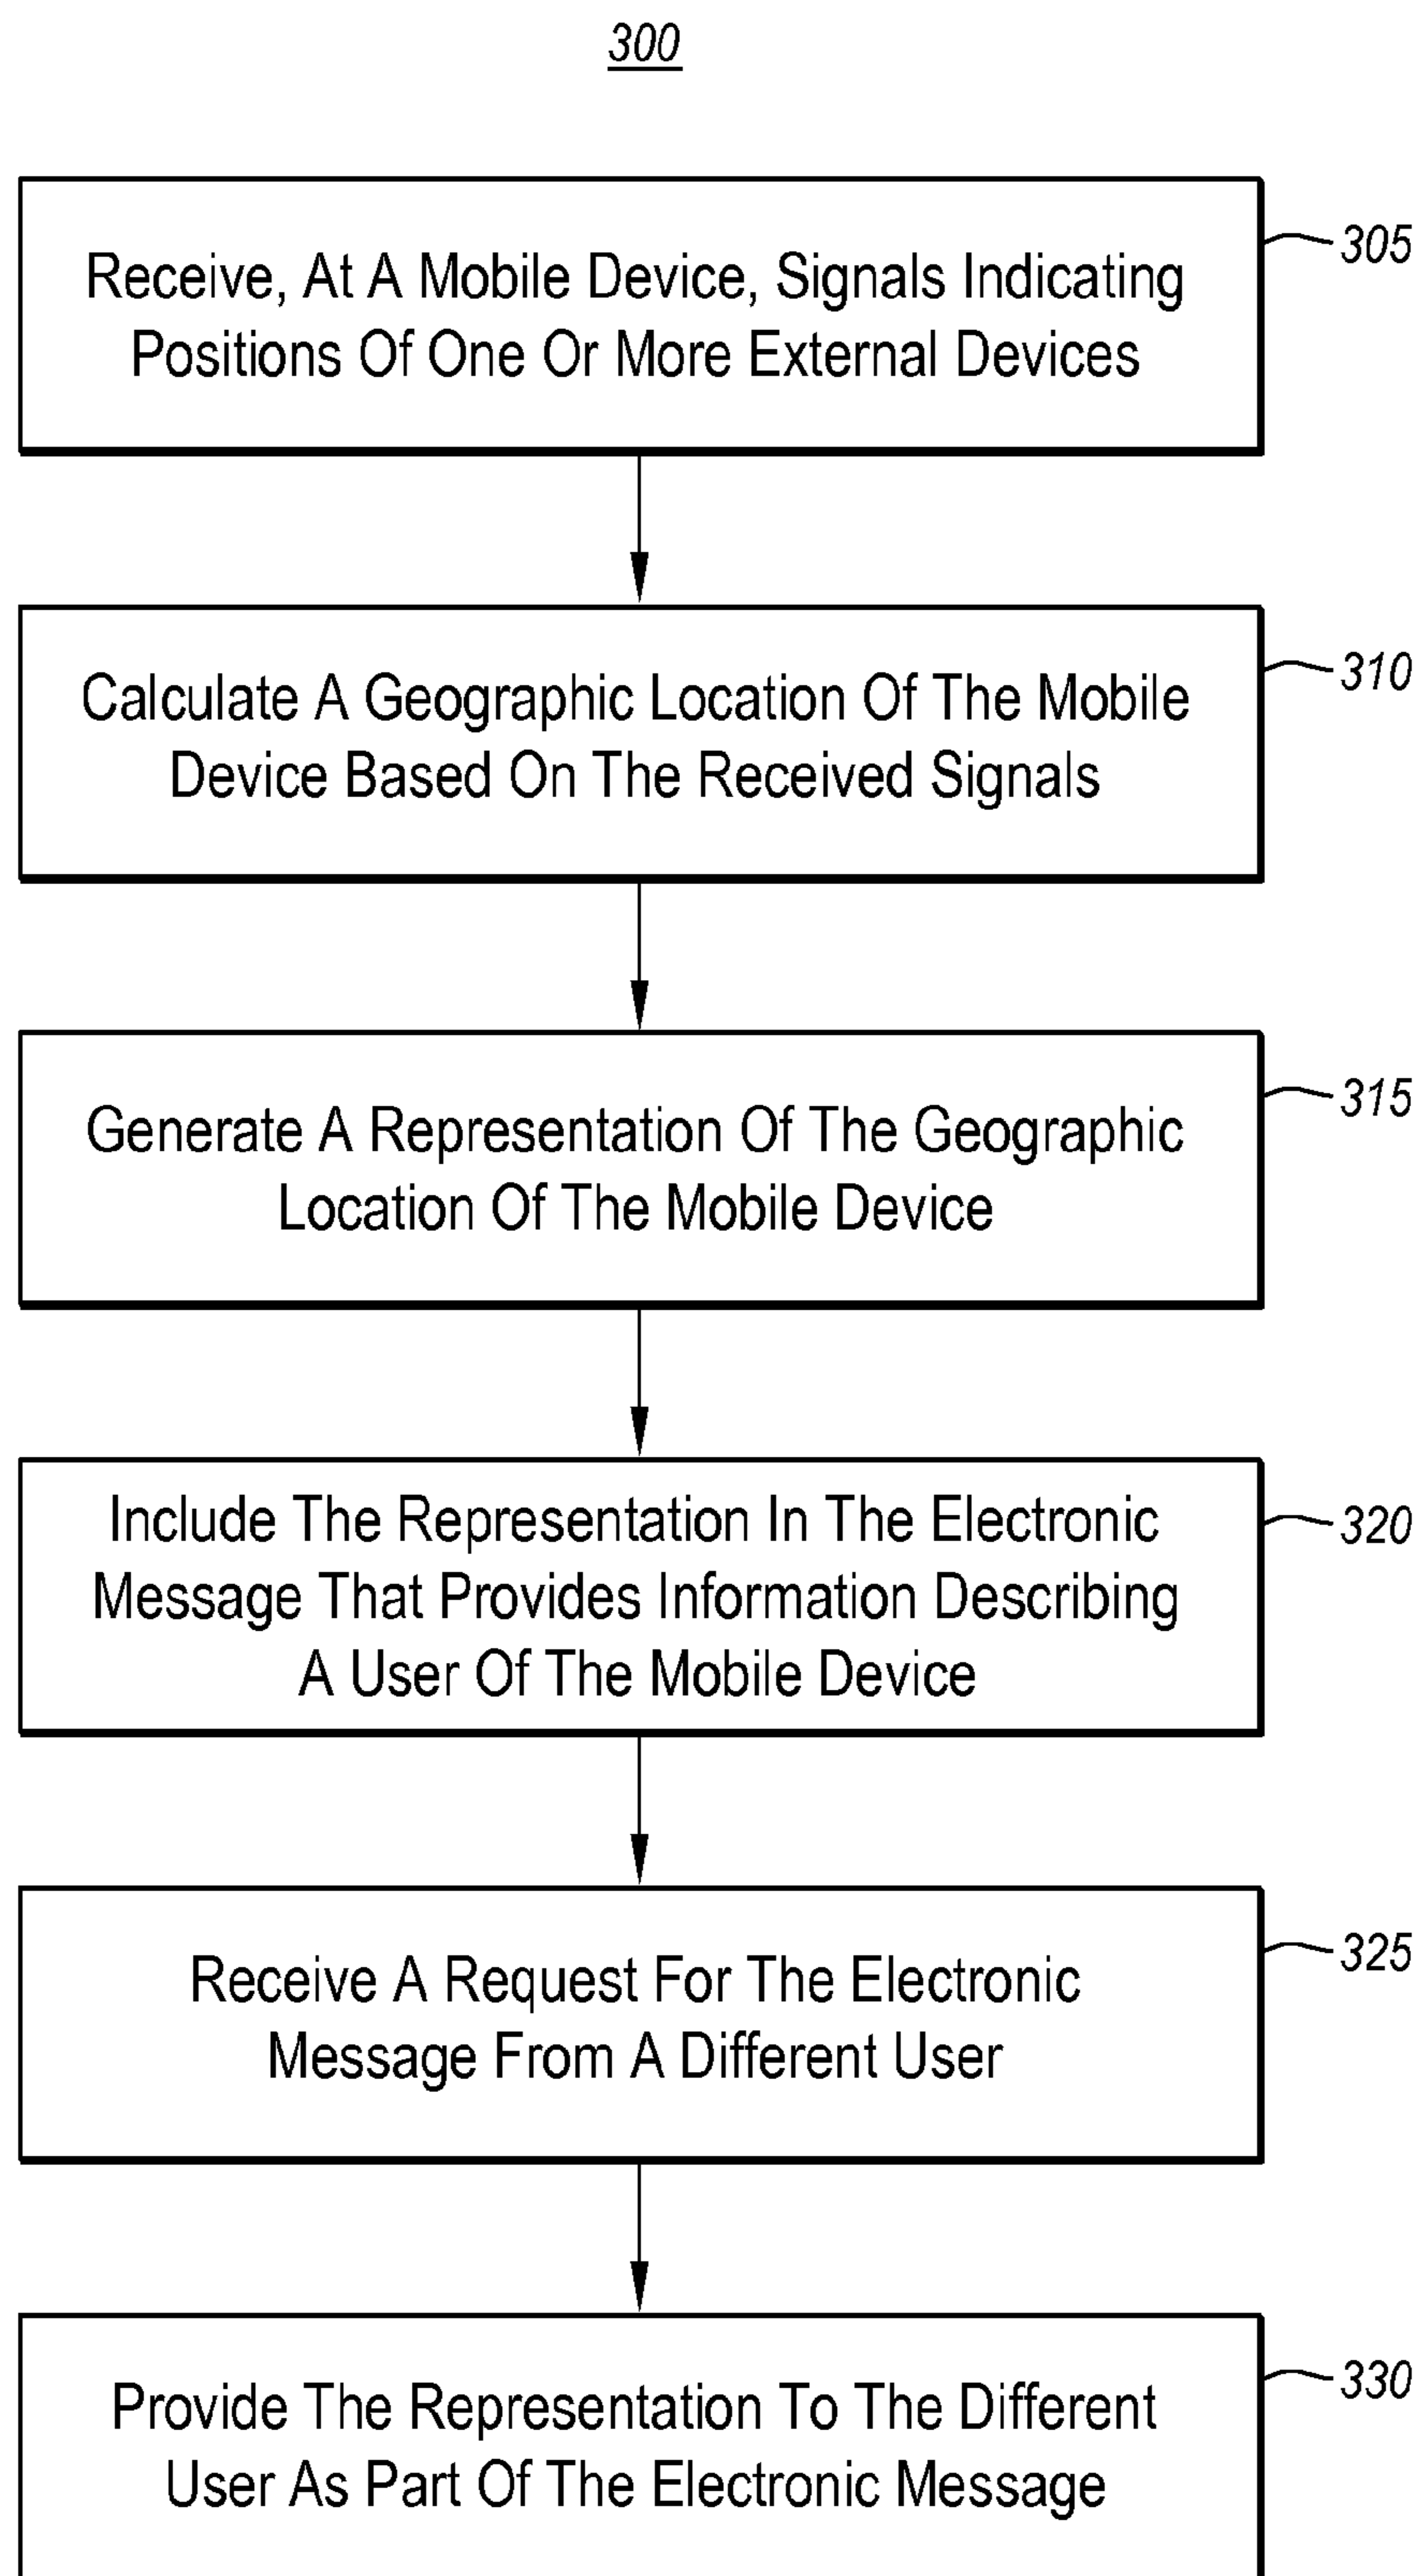 300
Receive, At A Mobile Device, Signals Indicating
Positions Of One Or More External Devices
305
Calculate A Geographic Location Of The Mobile
Device Based On The Received Signals
310
Generate A Representation Of The Geographic
Location Of The Mobile Device
315
Include The Representation In The Electronic
Message That Provides Information Describing
A User Of The Mobile Device
320
Receive A Request For The Electronic
Message From A Different User
325
Provide The Representation To The Different
User As Part Of The Electronic Message
330